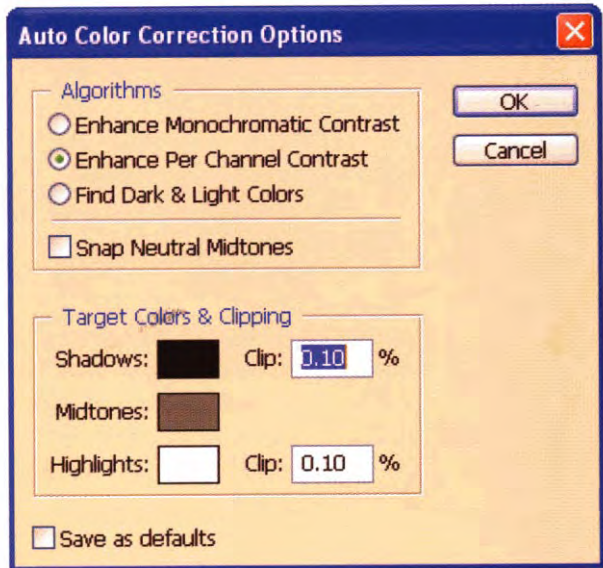 Auto Color Correction Options
Algorithms
OK
Enhance Monochromatic Contrast
Enhance Per Channel Contrast
Cancel
Find Dark & Light Colors
Snap Neutral Midtones
Target Colors & Clipping
Shadows: Clip: 0.10 %
Midtones:
Highlights: Clip: 0.10 %
Save as defaults